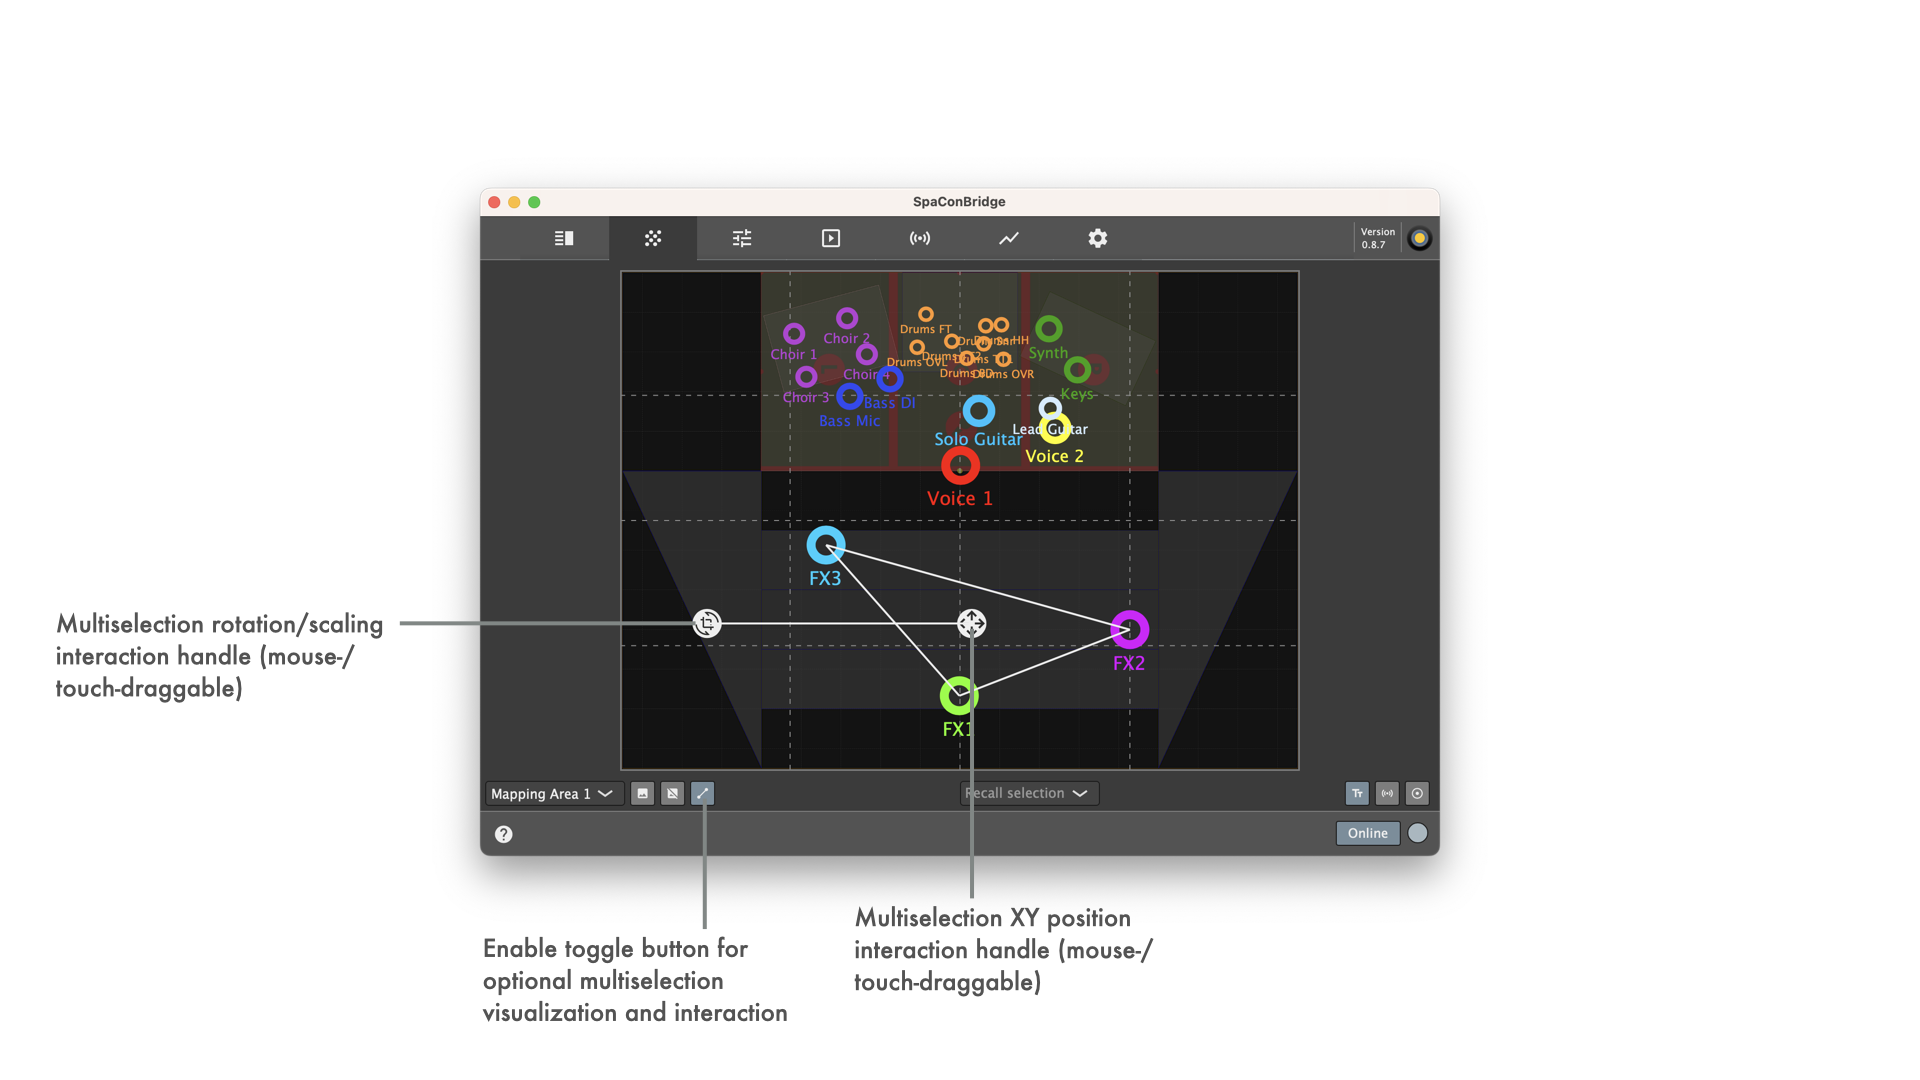 SpaConBridge
Version
0.8.7
Drums FT
Choir 2
Drums HH
Choir 1
Synth
Drums OVL
Choir 4
Drums BD
Drums OVR
Choir 3
Keys
Bass DI
Bass Mic
Lead Guitar
Solo Guitar
Voice 2
Voice 1
FX3
FX2
FX1
Multiselection rotation/scaling
interaction handle (mouse-/
touch-draggable)
Mapping Area 1
Recall selection
Tт
?
Online
Multiselection XY position
interaction handle (mouse-/
touch-draggable)
Enable toggle button for
optional multiselection
visualization and interaction